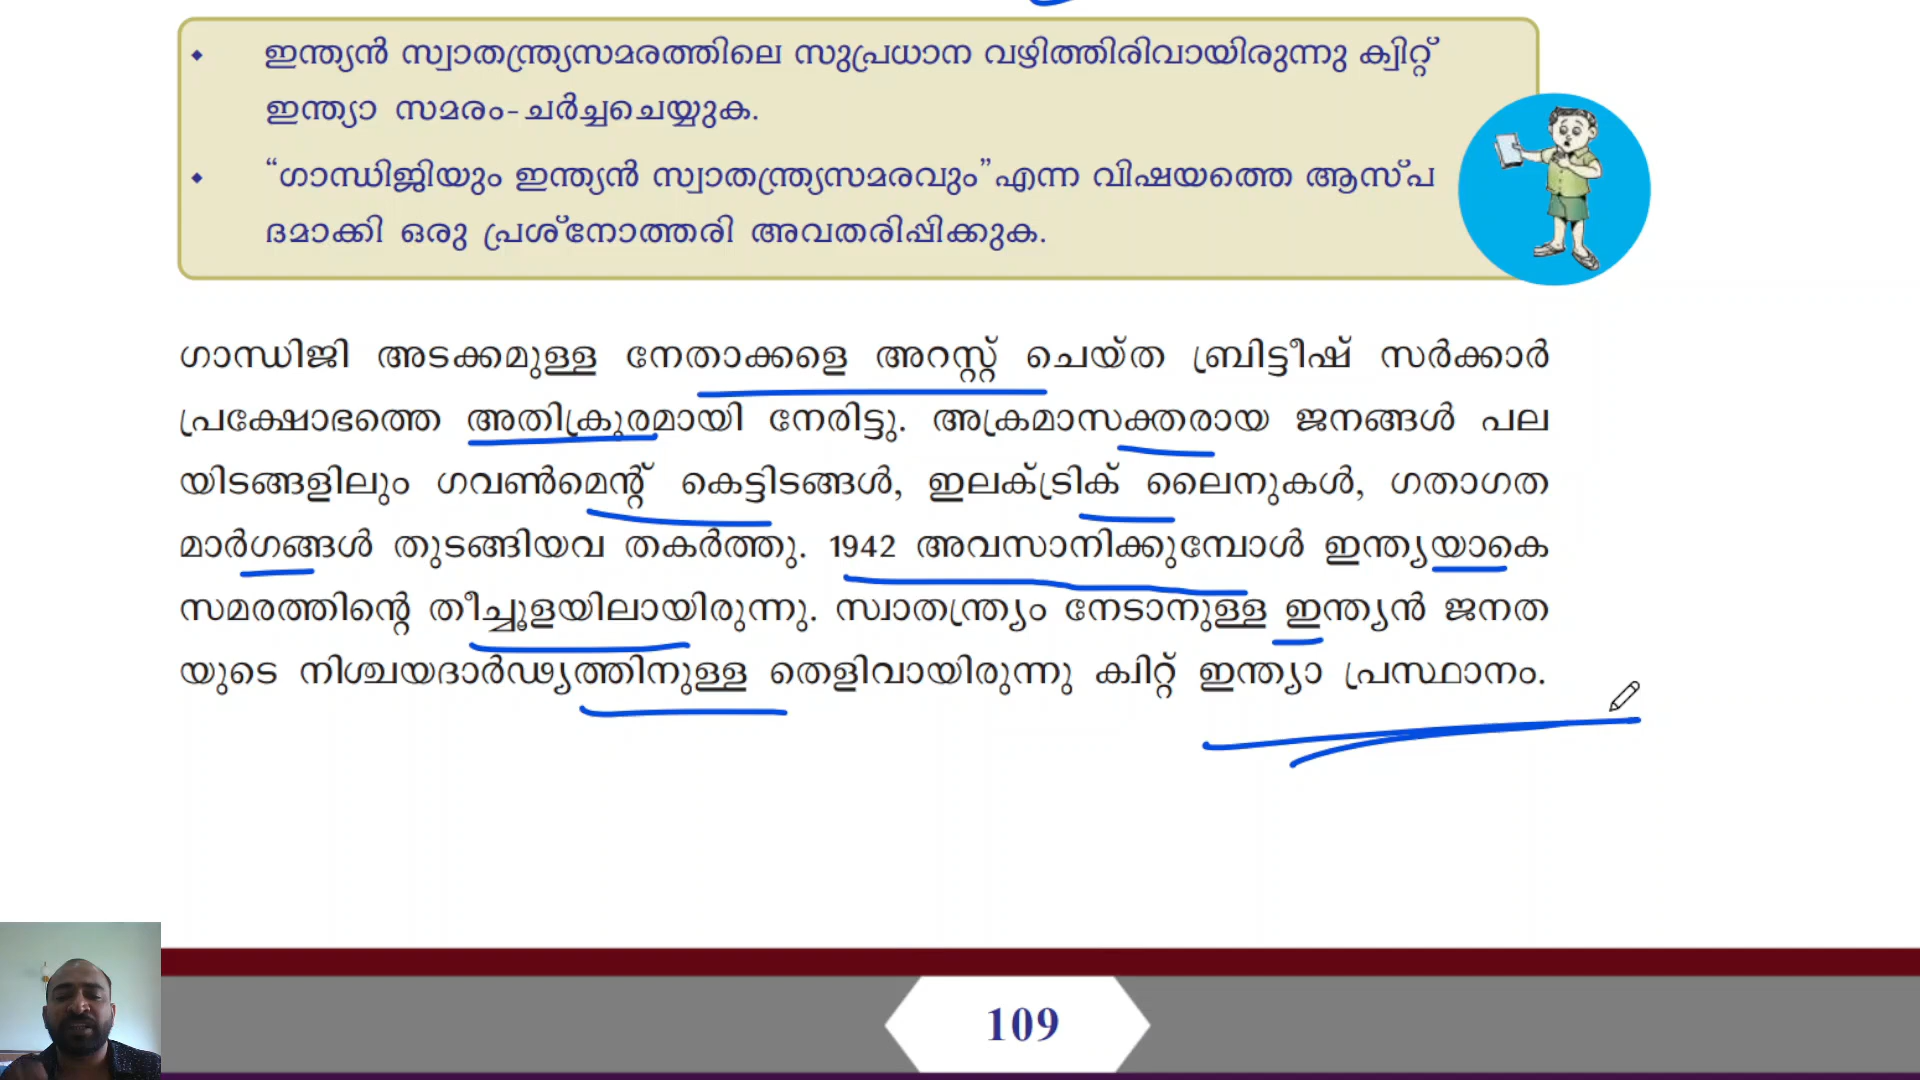 ഇന്ത്യൻ സ്വാതന്ത്ര്യസമരത്തിലെ സുപ്രധാന വഴിത്തിരിവായിരുന്നു ക്വിറ്റ്
ഇന്ത്യാ സമരം-ചർച്ചചെയ്യുക.
“ഗാന്ധിജിയും ഇന്ത്യൻ സ്വാതന്ത്ര്യസമരവും”എന്ന വിഷയത്തെ ആസ്പ
ദമാക്കി ഒരു പ്രശ്നോത്തരി അവതരിപ്പിക്കുക.
ഗാന്ധിജി അടക്കമുള്ള നേതാക്കളെ അറസ്റ്റ് ചെയ്ത ബ്രിട്ടീഷ് സർക്കാർ
പ്രക്ഷോഭത്തെ അതിക്രൂരമായി നേരിട്ടു. അക്രമാസക്തരായ ജനങ്ങൾ പല
യിടങ്ങളിലും ഗവൺമെന്റ് കെട്ടിടങ്ങൾ, ഇലക്ട്രിക് ലൈനുകൾ, ഗതാഗത
മാർഗങ്ങൾ തുടങ്ങിയവ തകർത്തു. 1942 അവസാനിക്കുമ്പോൾ ഇന്ത്യയാകെ
സമരത്തിന്റെ തീച്ചൂളയിലായിരുന്നു. സ്വാതന്ത്ര്യം നേടാനുള്ള ഇന്ത്യൻ ജനത
യുടെ നിശ്ചയദാർഢ്യത്തിനുള്ള തെളിവായിരുന്നു ക്വിറ്റ് ഇന്ത്യാ പ്രസ്ഥാനം.
109